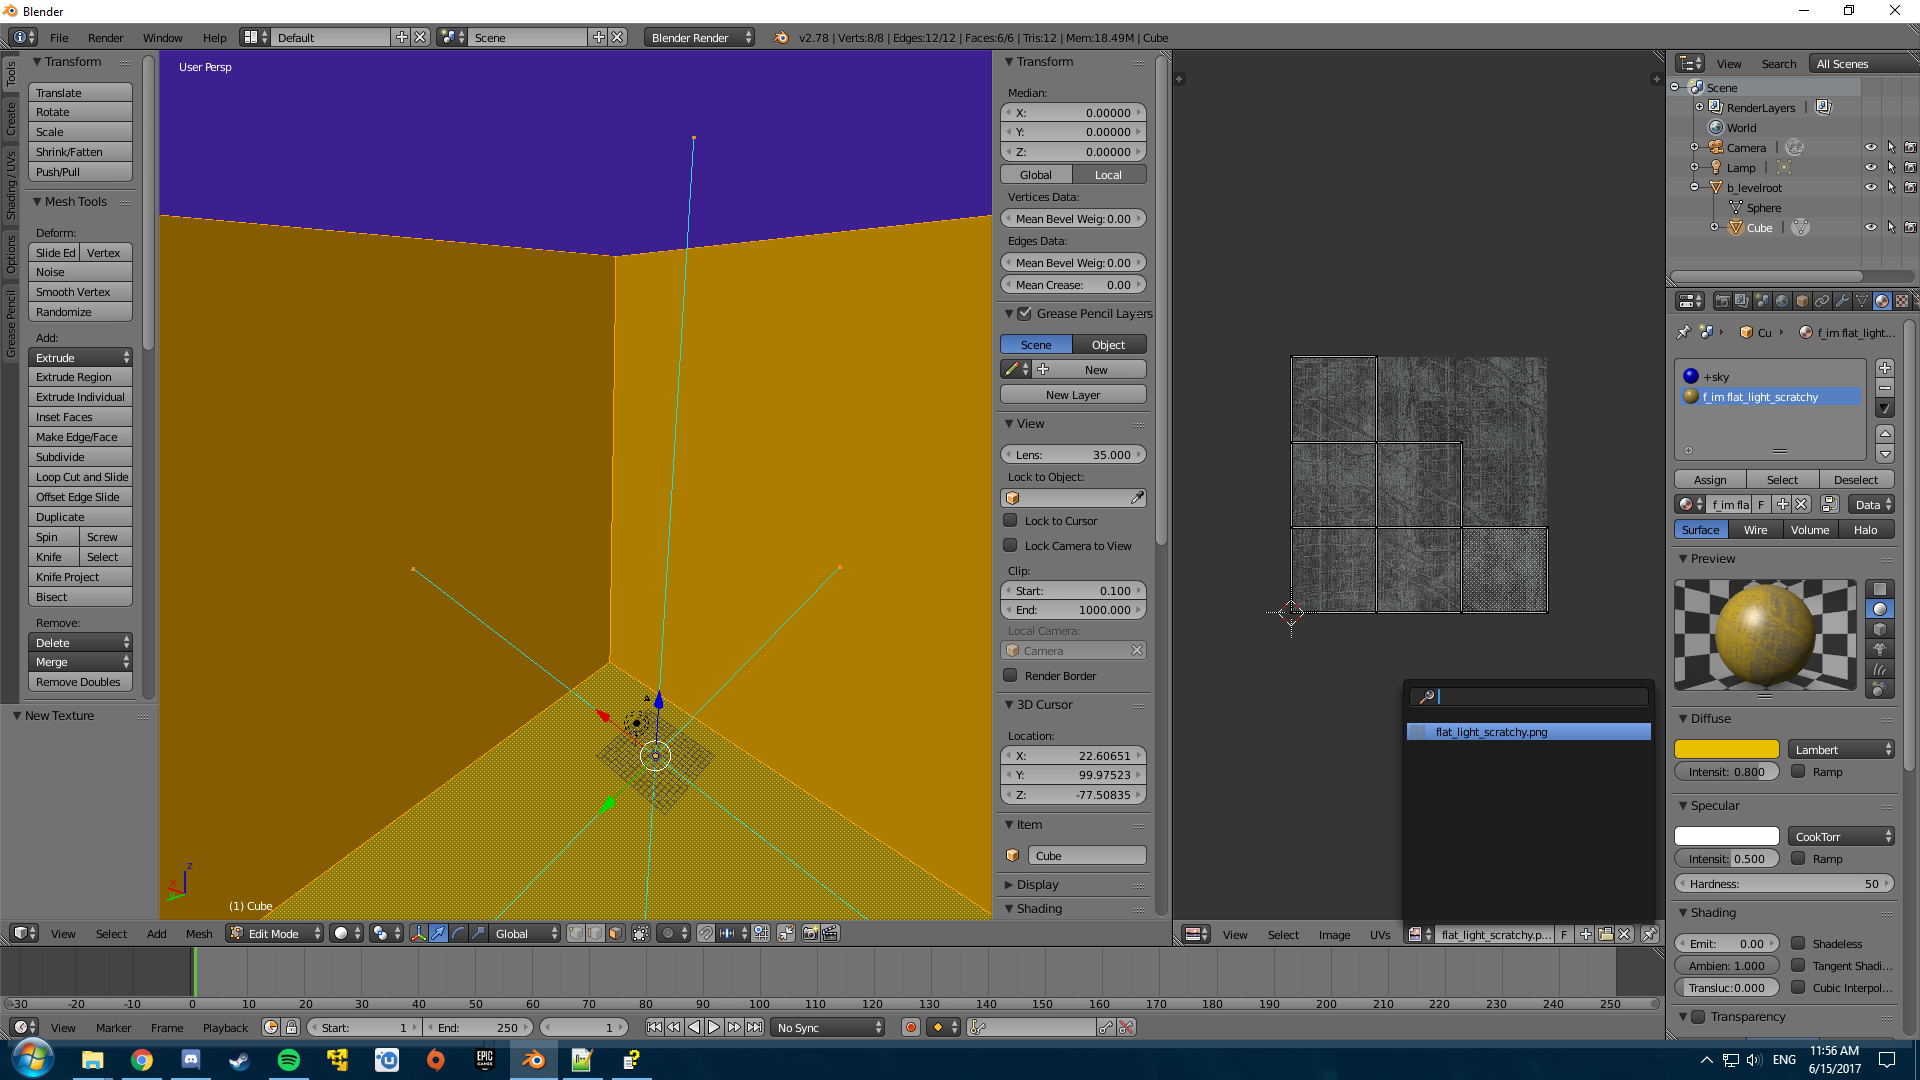 Blender
File Render Window Help Default Scene Blender Render v2.78 | Verts:8/8 | Edges:12/12 | Faces:6/6 | Tris:12 | Mem:18.49M | Cube
Tools
Create
Shading / UVs
Options
Grease Pencil
Transform
Translate
Rotate
Scale
Shrink/Fatten
Push/Pull
Mesh Tools
Deform:
Slide Ed Vertex
Noise
Smooth Vertex
Randomize
Add:
Extrude
Extrude Region
Extrude Individual
Inset Faces
Make Edge/Face
Subdivide
Loop Cut and Slide
Offset Edge Slide
Duplicate
Spin Screw
Knife Select
Knife Project
Bisect
Remove:
Delete
Merge
Remove Doubles
New Texture
User Persp
z
x
(1) Cube
Transform
Median:
X: 0.00000
Y: 0.00000
Z: 0.00000
Global Local
Vertices Data:
Mean Bevel Weig: 0.00
Edges Data:
Mean Bevel Weig: 0.00
Mean Crease: 0.00
Grease Pencil Layers
Scene Object
New
New Layer
View
Lens: 35.000
Lock to Object:
Lock to Cursor
Lock Camera to View
Clip:
Start: 0.100
End: 1000.000
Local Camera:
Camera
Render Border
3D Cursor
Location:
X: 22.60651
Y: 99.97523
Z: -77.50835
Item
Cube
Display
Shading
flat_light_scratchy.png
View Select Add Mesh Edit Mode Global
View Select Image UVs flat_light_scratchy.p... F
View Search All Scenes
Scene
RenderLayers |
World
Camera |
Lamp |
b_levelroot
Sphere
Cube |
Cu f_im flat_light...
+sky
f_im flat_light_scratchy
Assign Select Deselect
f_im fla F Data
Surface Wire Volume Halo
Preview
Diffuse
Lambert
Intensit: 0.800 Ramp
Specular
CookTorr
Intensit: 0.500 Ramp
Hardness: 50
Shading
Emit: 0.00 Shadeless
Ambien: 1.000 Tangent Shadi...
Transluc:0.000 Cubic Interpol...
Transparency
-30 -20 -10 0 10 20 30 40 50 60 70 80 90 100 110 120 130 140 150 160 170 180 190 200 210 220 230 240 250
View Marker Frame Playback Start: 1 End: 250 1 No Sync
EPIC
GAMES
ENG
11:56 AM
6/15/2017